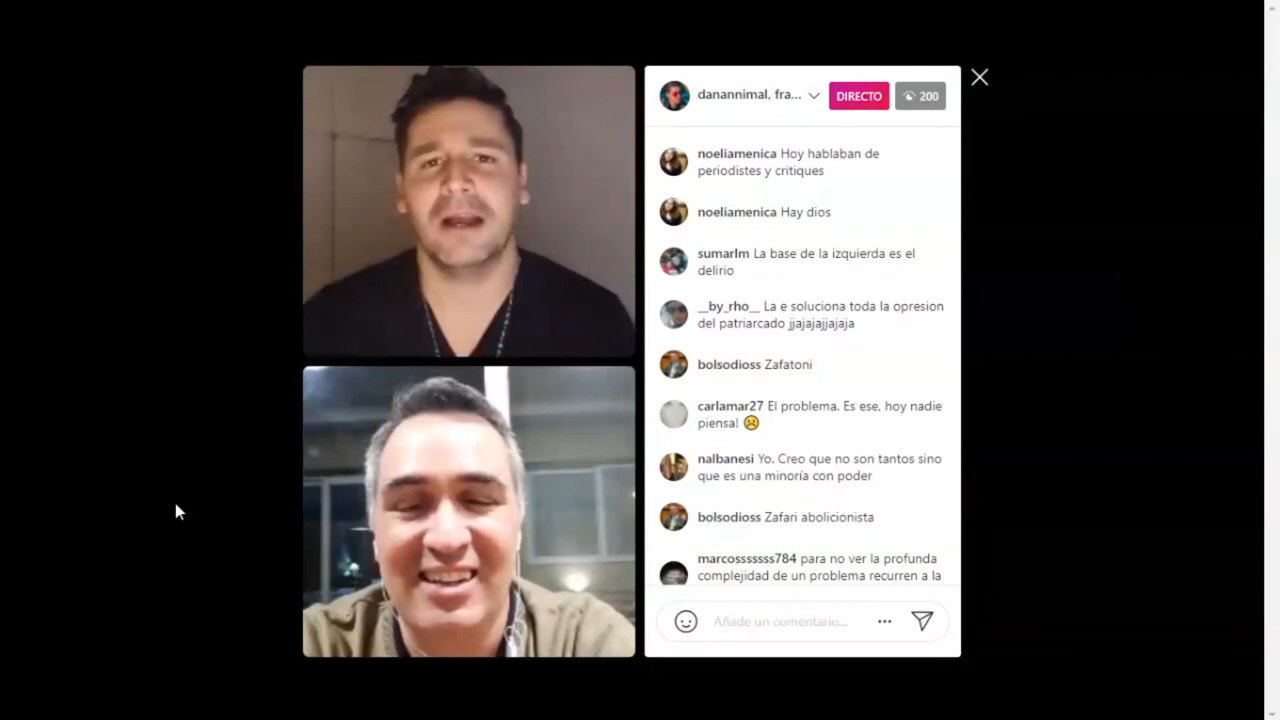 danannimal, fra...
DIRECTO
200
noeliamenica Hoy hablaban de
periodistes y critiques
noeliamenica Hay dios
sumarlm La base de la izquierda es el
delirio
__by_rho__ La e soluciona toda la opresion
del patriarcado jjajajajjajaja
bolsodioss Zafatoni
carlamar27 El problema. Es ese, hoy nadie
piensa! ☹️
nalbanesi Yo. Creo que no son tantos sino
que es una minoría con poder
bolsodioss Zafari abolicionista
marcosssssss784 para no ver la profunda
complejidad de un problema recurren a la
Añade un comentario...